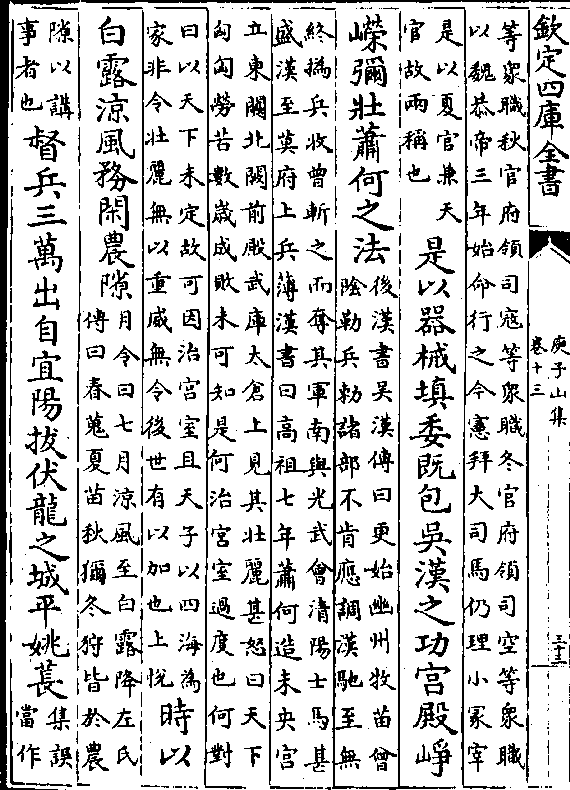 欽定四庫全書
庾子山集
卷十三
三十三
等衆職秋官府領司寇等衆職冬官府領司空等衆職
以魏恭帝三年始命行之今憲拜大司馬仍理小冢宰
是以夏官兼天
官故兩稱也
是以器械填委既包吳漢之功宮殿崢
嶸彌壯蕭何之法
後漢書吳漢傳曰更始幽州牧苗曾
陰勒兵勅諸部不肯應調漢馳至無
終撝兵收曾斬之而奪其軍南與光武會清陽士馬甚
盛漢至莫府上兵薄漢書曰高祖七年蕭何造未央宮
立東闕北闕前殿武庫太倉上見其壯麗甚怒曰天下
匈匈勞苦數歲成敗未可知是何治宮室過度也何對
曰以天下未定故可因治宮室且天子以四海為
家非令壯麗無以重威無令後世有以加也上悅
時以
白露涼風務閑農隙
月令曰七月涼風至白露降左氏
傳曰春蒐夏苗秋獮冬狩皆於農
隙以講
事者也
督兵三萬出自宜陽拔伏龍之城平姚萇
集誤
當作